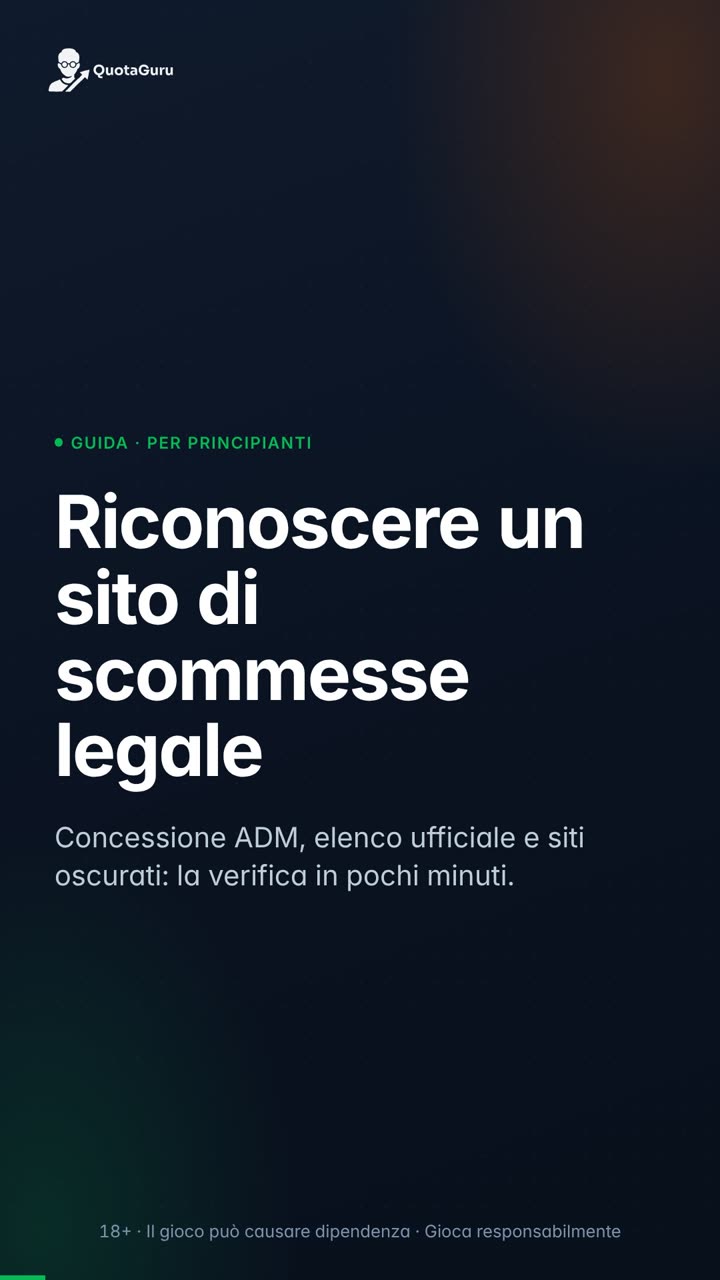 QuotaGuru
GUIDA · PER PRINCIPIANTI
Riconoscere un
sito di
scommesse
legale
Concessione ADM, elenco ufficiale e siti
oscurati: la verifica in pochi minuti.
18+ · Il gioco può causare dipendenza · Gioca responsabilmente